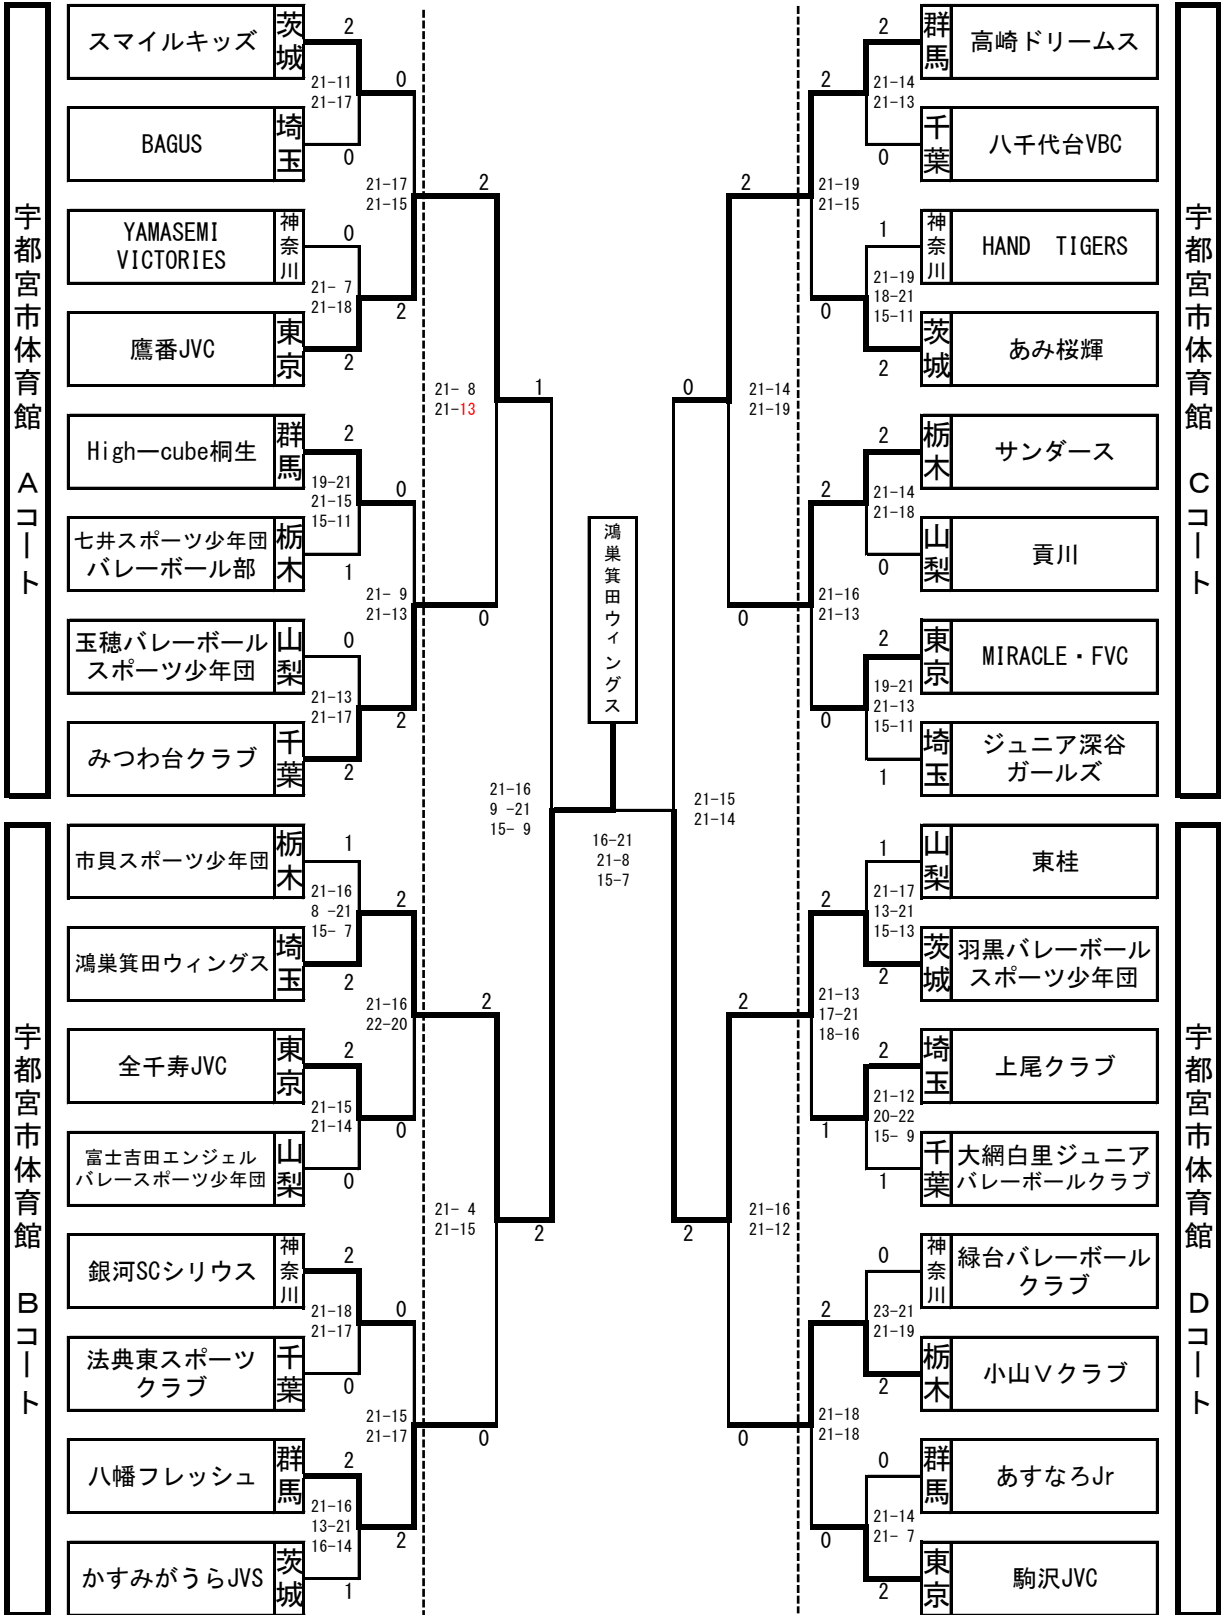 宇都宮市体育館 Aコート
スマイルキッズ
茨城
2
21-11
21-17
0
BAGUS
埼玉
0
21-17
21-15
2
YAMASEMI
VICTORIES
神奈川
0
21- 7
21-18
2
鷹番JVC
東京
2
21- 8
21-13
1
High一cube桐生
群馬
2
19-21
21-15
15-11
0
七井スポーツ少年団
バレーボール部
栃木
1
21- 9
21-13
0
玉穂バレーボール
スポーツ少年団
山梨
0
21-13
21-17
2
みつわ台クラブ
千葉
2
21-16
9 -21
15- 9
宇都宮市体育館 Bコート
市貝スポーツ少年団
栃木
1
21-16
8 -21
15- 7
2
鴻巣箕田ウィングス
埼玉
2
21-16
22-20
2
全千寿JVC
東京
2
21-15
21-14
0
富士吉田エンジェル
バレースポーツ少年団
山梨
0
21- 4
21-15
2
銀河SCシリウス
神奈川
2
21-18
21-17
0
法典東スポーツ
クラブ
千葉
0
21-15
21-17
0
八幡フレッシュ
群馬
2
21-16
13-21
16-14
2
かすみがうらJVS
茨城
1
鴻巣箕田ウィングス
16-21
21-8
15-7
宇都宮市体育館 Cコート
2
群馬
高崎ドリームス
2
21-14
21-13
0
千葉
八千代台VBC
2
21-19
21-15
1
神奈川
HAND TIGERS
21-19
18-21
15-11
0
2
茨城
あみ桜輝
0
21-14
21-19
2
栃木
サンダース
2
21-14
21-18
0
山梨
貢川
21-16
21-13
0
2
東京
MIRACLE・FVC
19-21
21-13
15-11
0
1
埼玉
ジュニア深谷
ガールズ
21-15
21-14
宇都宮市体育館 Dコート
1
山梨
東桂
2
21-17
13-21
15-13
2
茨城
羽黒バレーボール
スポーツ少年団
2
21-13
17-21
18-16
2
埼玉
上尾クラブ
21-12
20-22
15- 9
1
1
千葉
大網白里ジュニア
バレーボールクラブ
2
21-16
21-12
0
神奈川
緑台バレーボール
クラブ
2
23-21
21-19
2
栃木
小山Vクラブ
0
21-18
21-18
0
群馬
あすなろJr
21-14
21- 7
0
2
東京
駒沢JVC